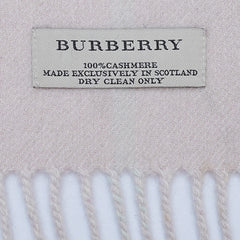 BURBERRY
100%CASHMERE
MADE EXCLUSIVELY IN SCOTLAND
DRY CLEAN ONLY